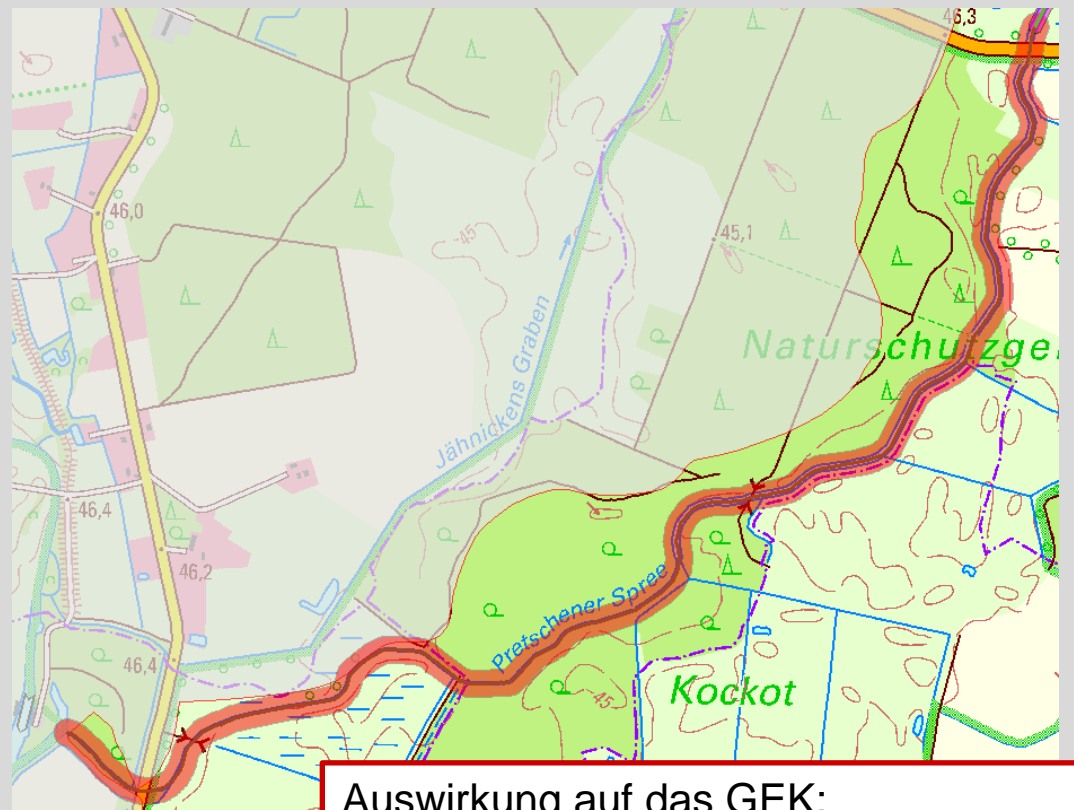 46,3
46,0
45
45,1
Naturschutzge
Jähnickens Graben
46,4
46,2
Pretschener Spree
46,4
45
Kockot
Auswirkung auf das GEK: